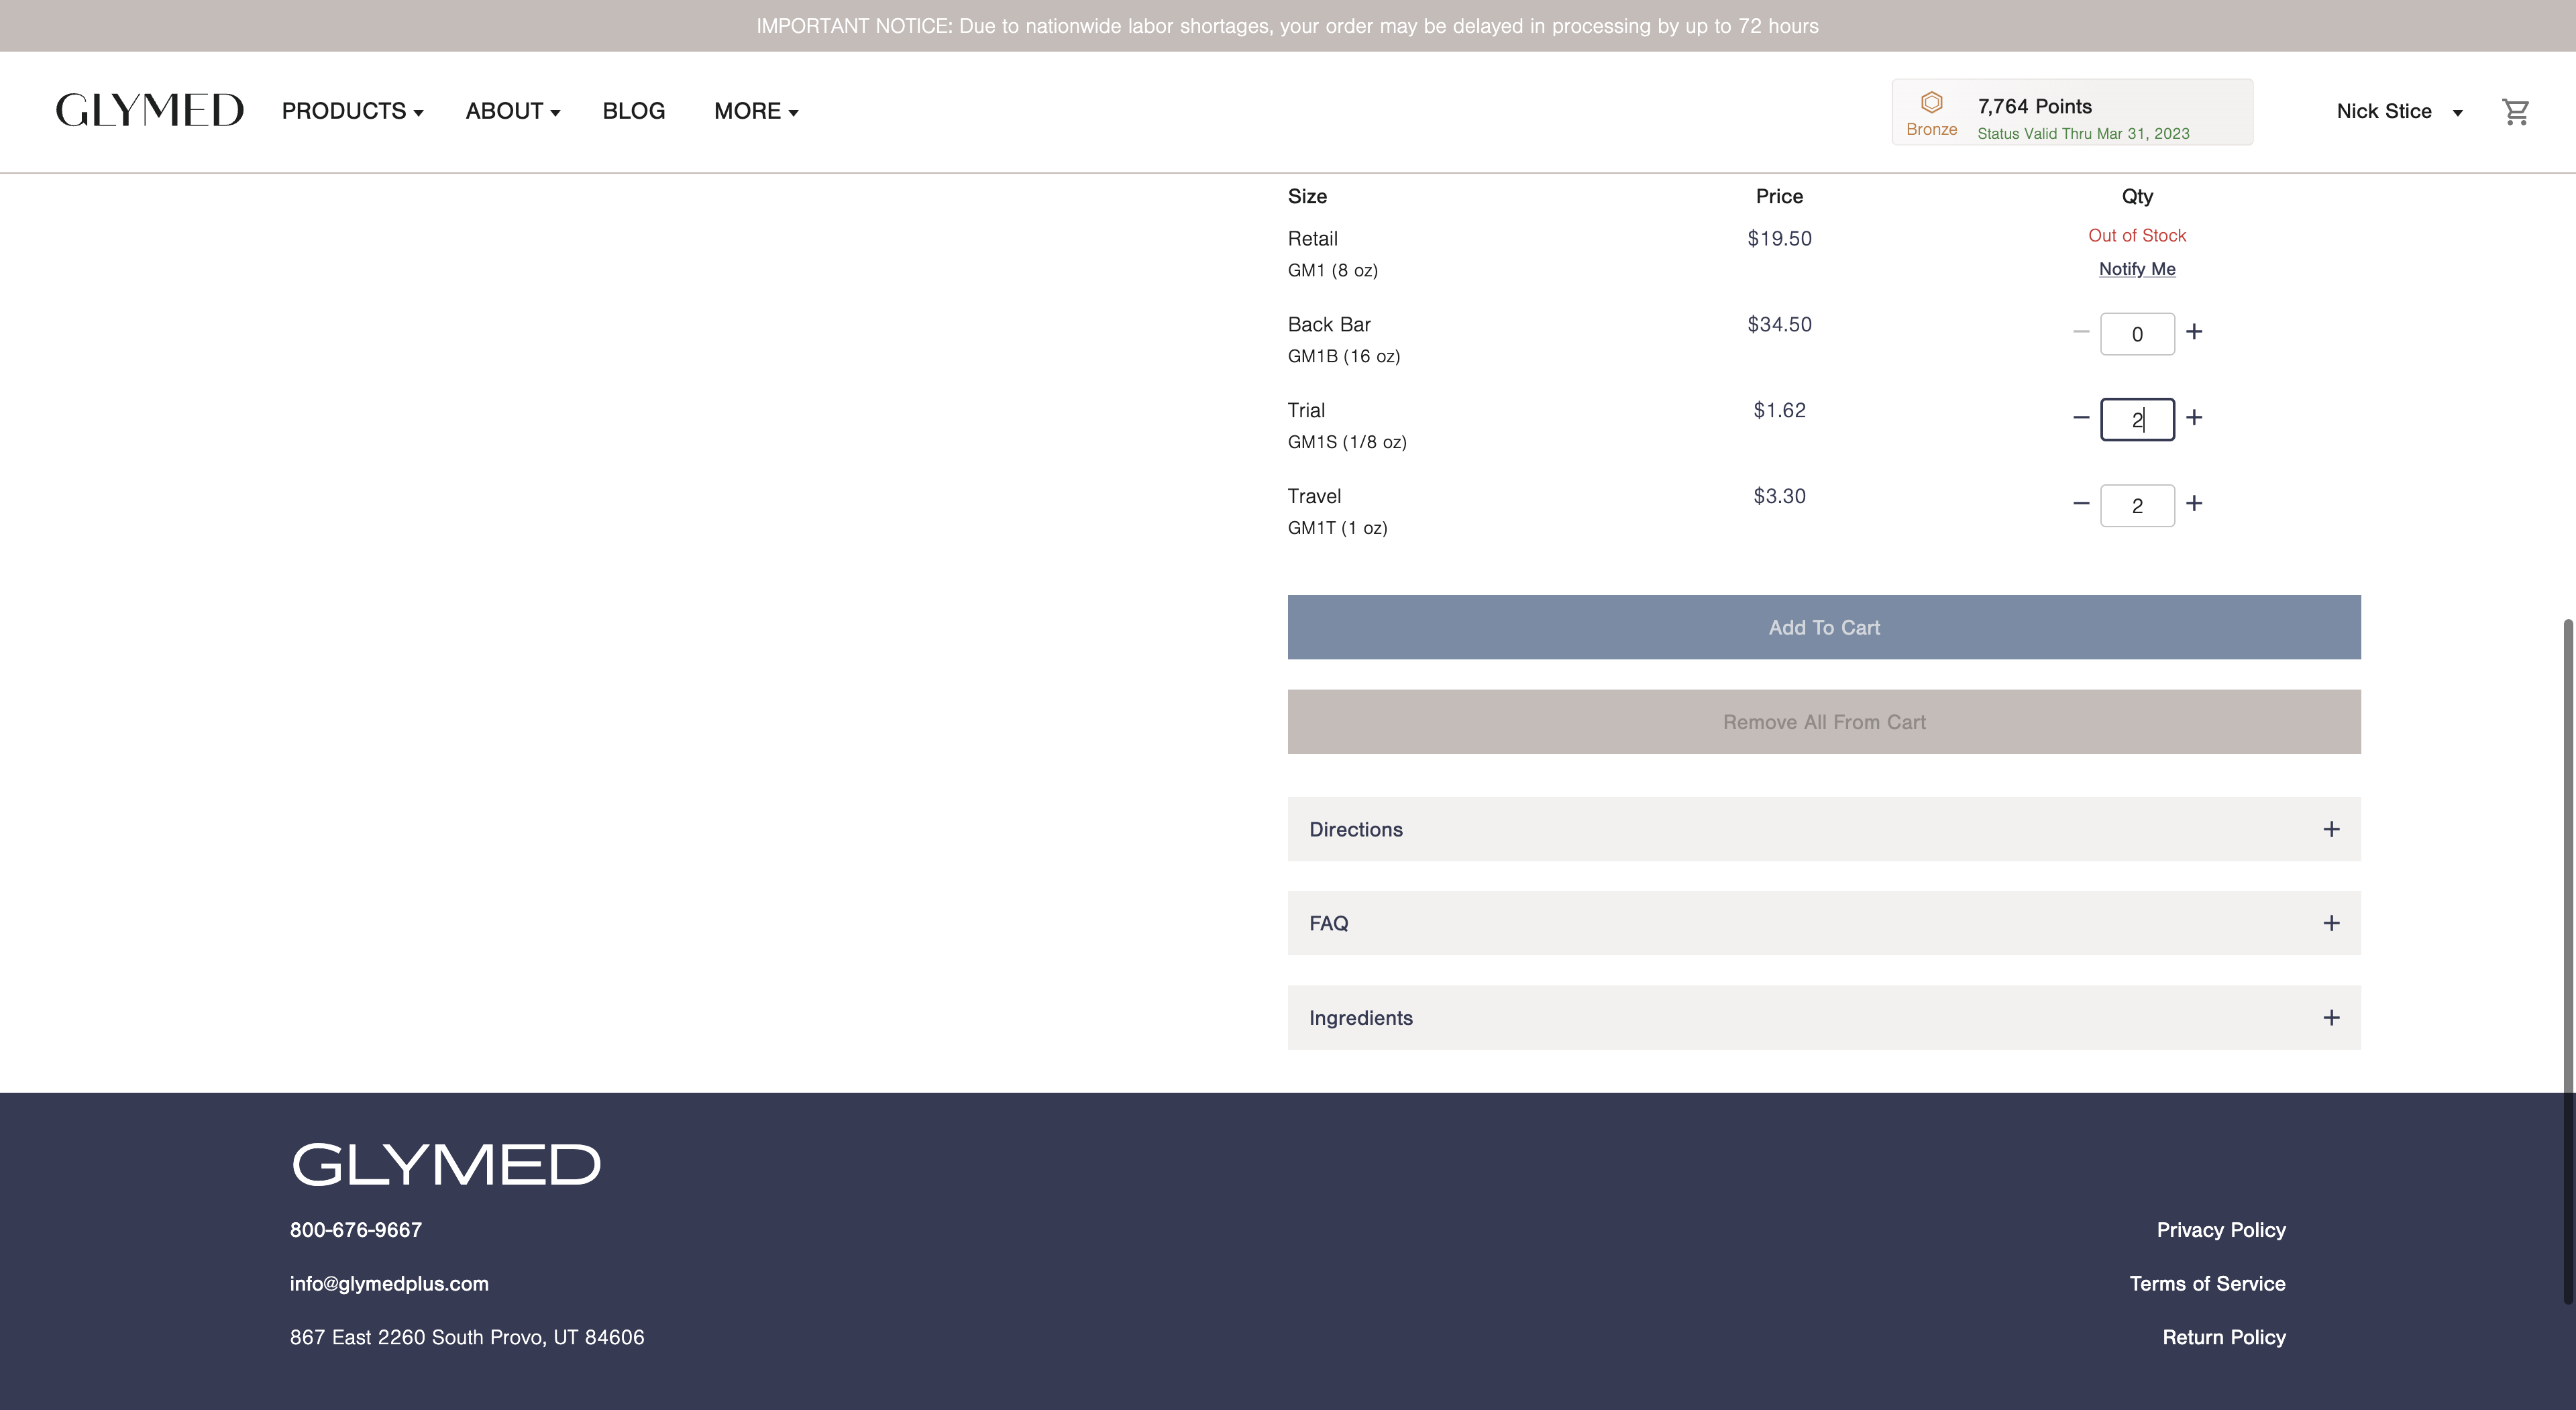 IMPORTANT NOTICE: Due to nationwide labor shortages, your order may be delayed in processing by up to 72 hours
GLYMED PRODUCTS ABOUT BLOG MORE
7,764 Points
Bronze
Status Valid Thru Mar 31, 2023
Nick Stice
Size Price Qty
Retail $19.50 Out of Stock
GM1 (8 oz) Notify Me
Back Bar $34.50 − 0 +
GM1B (16 oz)
Trial $1.62 − 2 +
GM1S (1/8 oz)
Travel $3.30 − 2 +
GM1T (1 oz)
Add To Cart
Remove All From Cart
Directions +
FAQ +
Ingredients +
GLYMED
800-676-9667 Privacy Policy
info@glymedplus.com Terms of Service
867 East 2260 South Provo, UT 84606 Return Policy